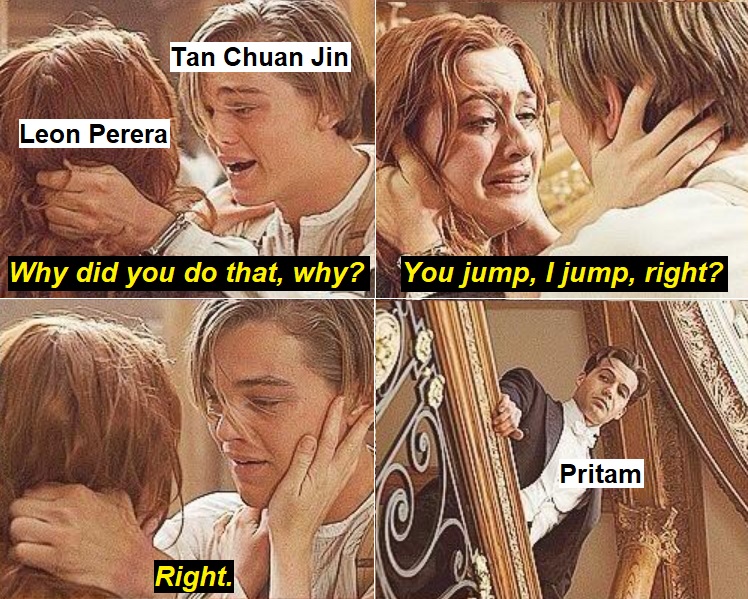 Tan Chuan Jin
Leon Perera
Why did you do that, why?
You jump, I jump, right?
Right.
Pritam